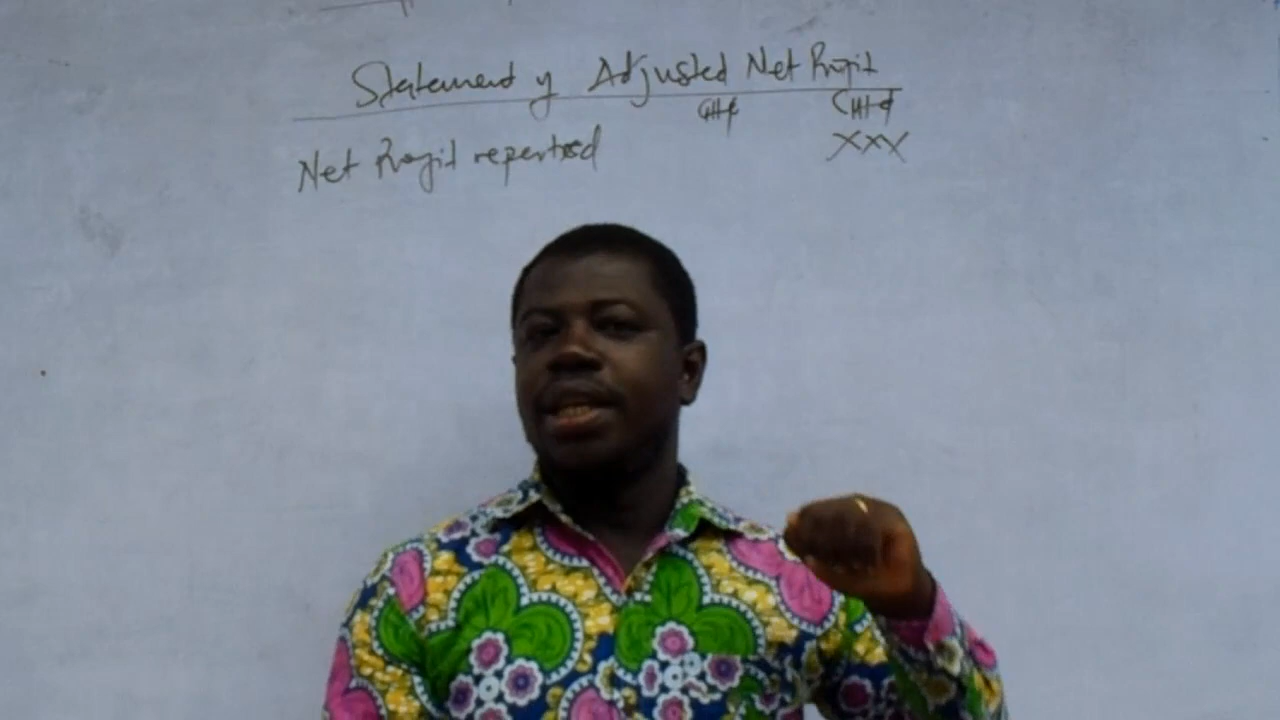 Statement of Adjusted Net Profit
GH¢ GH¢
Net Profit reported XXX